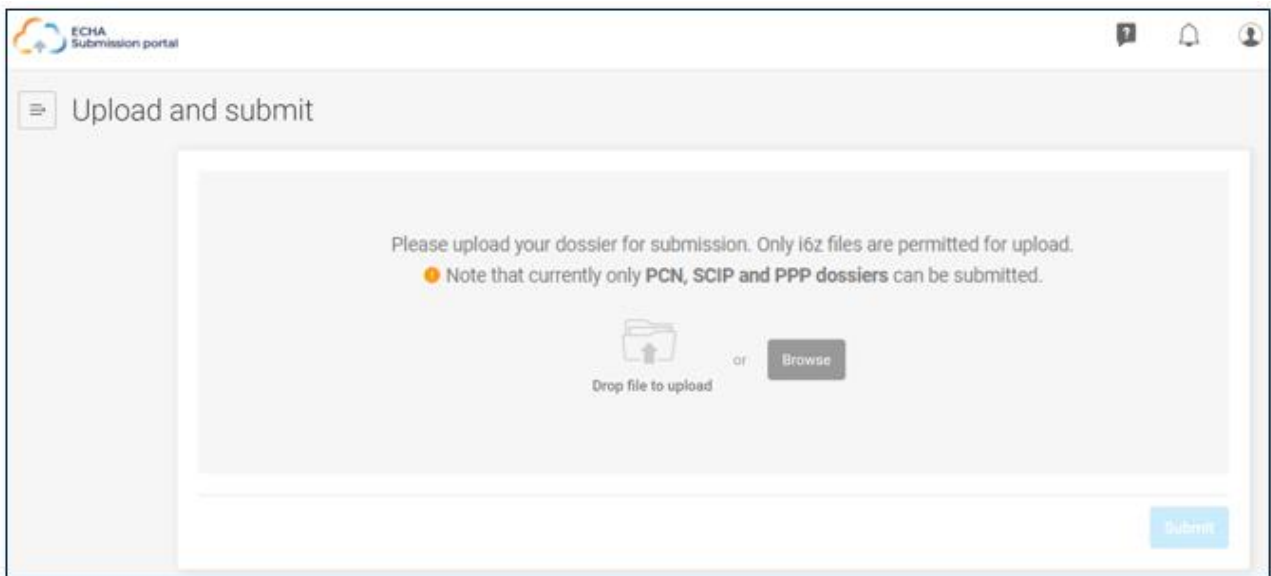 ECHA
Submission portal
Upload and submit
Please upload your dossier for submission. Only i6z files are permitted for upload.
Note that currently only PCN, SCIP and PPP dossiers can be submitted.
or
Browse
Drop file to upload
Submit